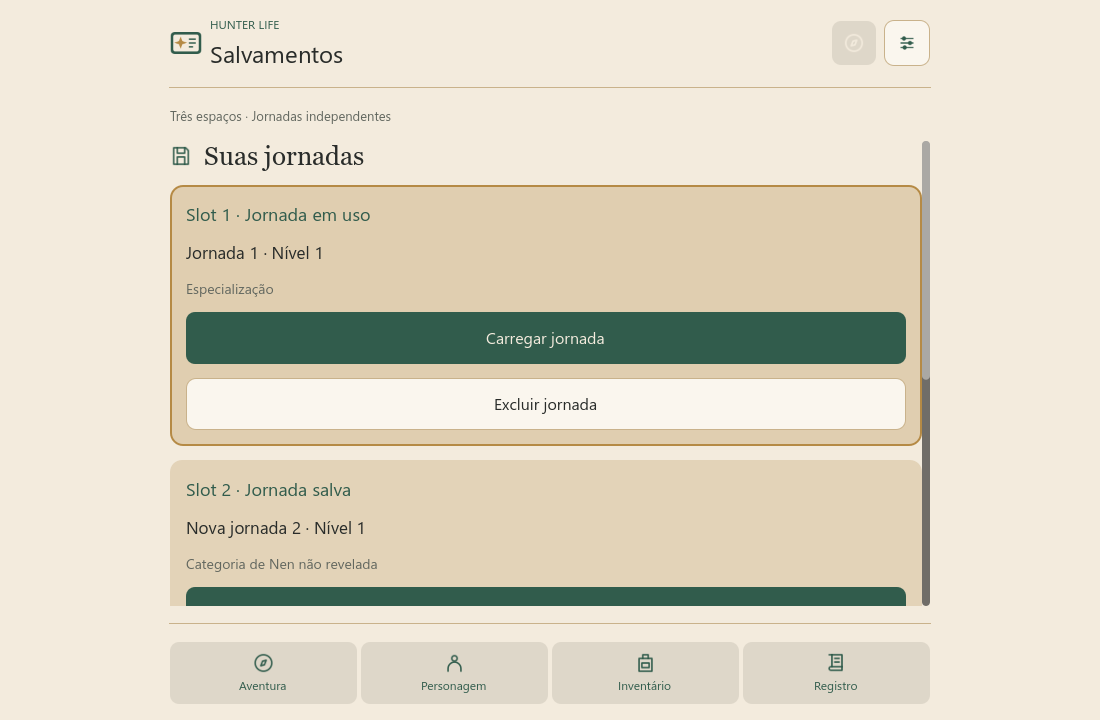 HUNTER LIFE
Salvamentos
Três espaços · Jornadas independentes
Suas jornadas
Slot 1 · Jornada em uso
Jornada 1 · Nível 1
Especialização
Carregar jornada
Excluir jornada
Slot 2 · Jornada salva
Nova jornada 2 · Nível 1
Categoria de Nen não revelada
Aventura
Personagem
Inventário
Registro